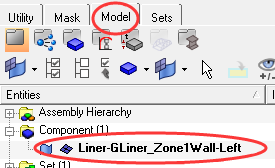 Utility Mask Model Sets
Entities
Assembly Hierarchy
Component (1)
Liner-GLiner_Zone1Wall-Left
Set (1)